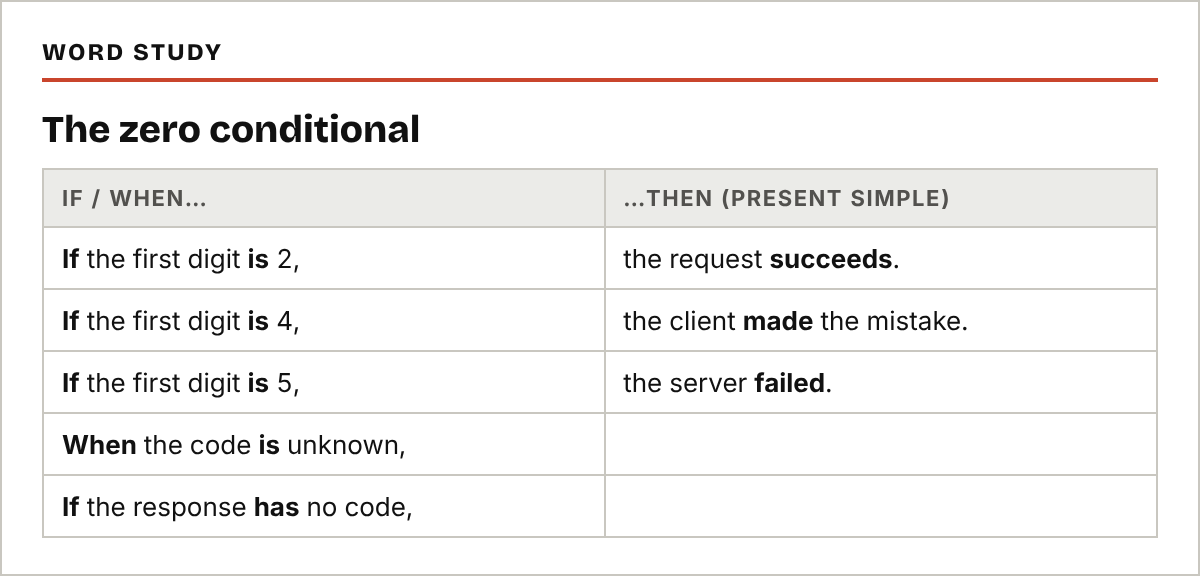 WORD STUDY
The zero conditional
IF / WHEN... ...THEN (PRESENT SIMPLE)
If the first digit is 2, the request succeeds.
If the first digit is 4, the client made the mistake.
If the first digit is 5, the server failed.
When the code is unknown,
If the response has no code,